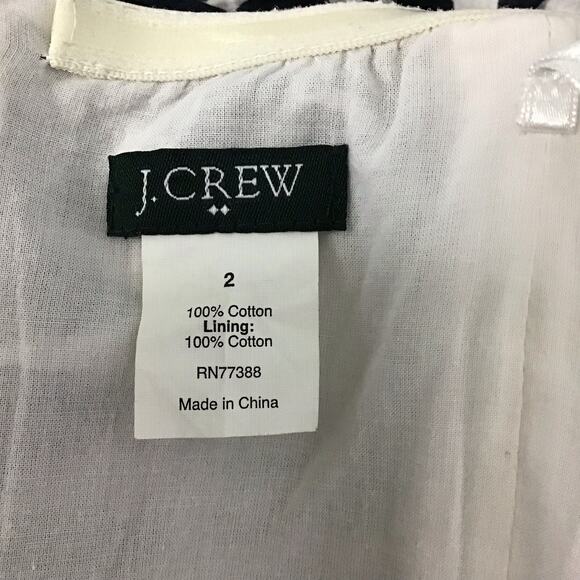 J.CREW
2
100% Cotton
Lining:
100% Cotton
RN77388
Made in China